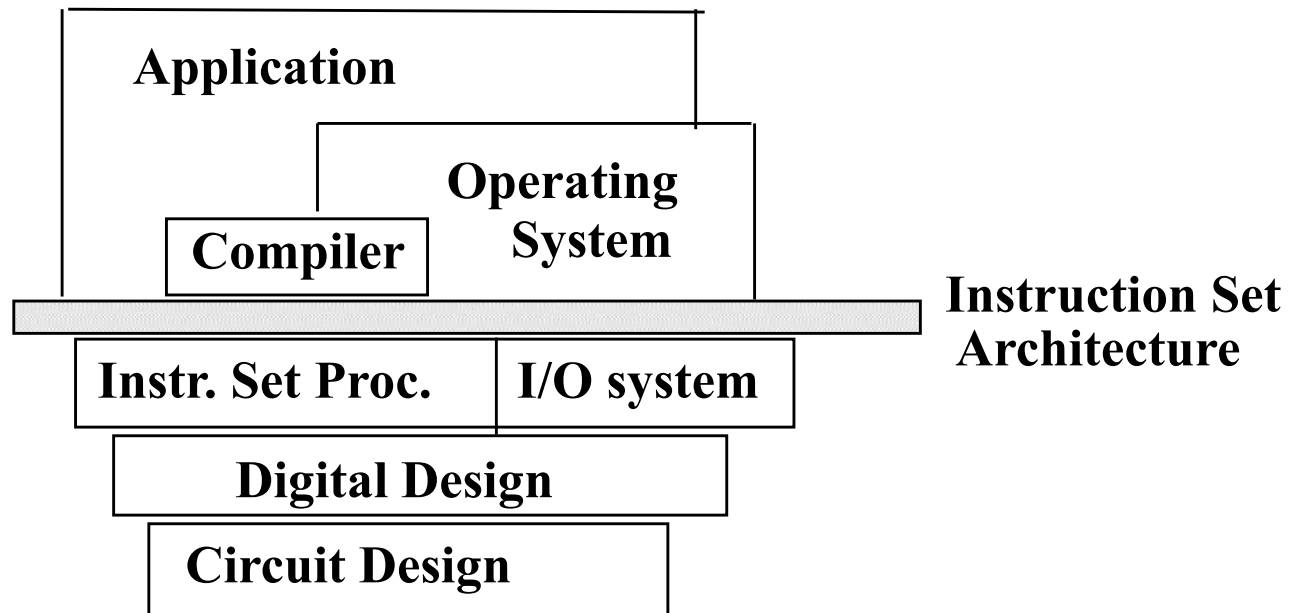 Application
Operating
System
Compiler
Instruction Set
Architecture
Instr. Set Proc.
I/O system
Digital Design
Circuit Design